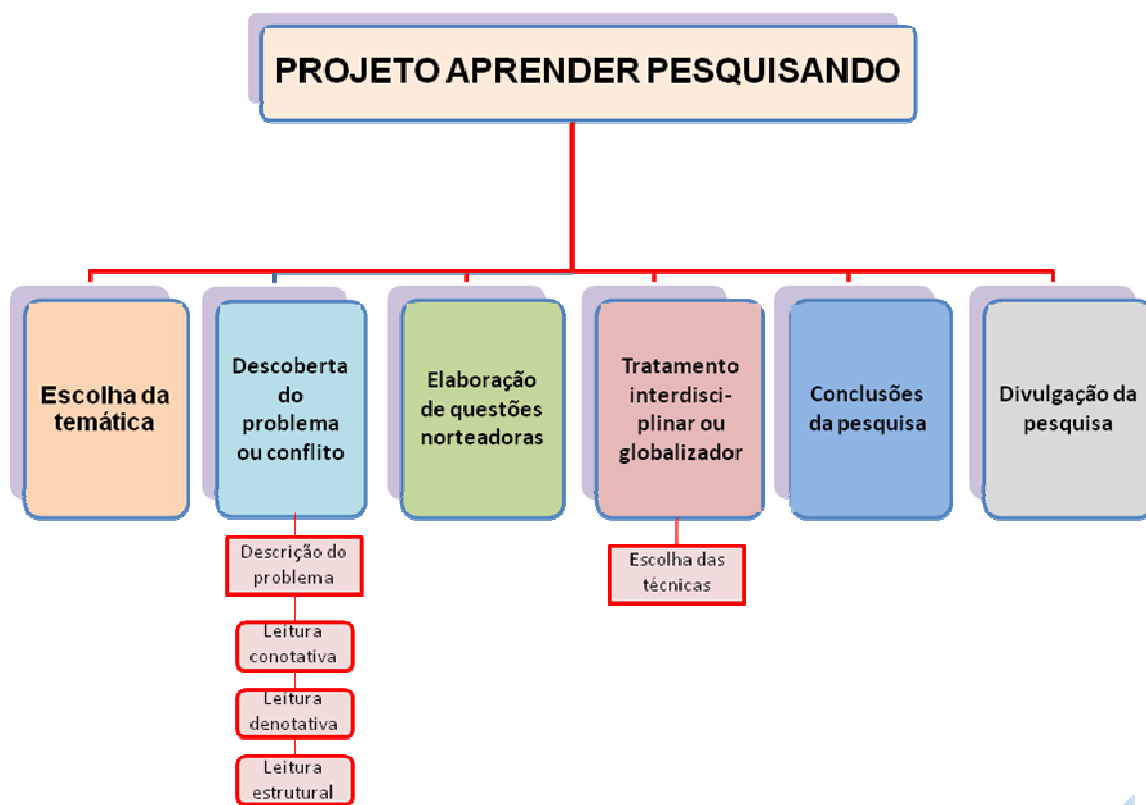 PROJETO APRENDER PESQUISANDO
Escolha da
temática
Descoberta
do
problema
ou conflito
Elaboração
de questões
norteadoras
Tratamento
interdisci-
plinar ou
globalizador
Conclusões
da pesquisa
Divulgação da
pesquisa
Descrição do
problema
Leitura
conotativa
Leitura
denotativa
Leitura
estrutural
Escolha das
técnicas